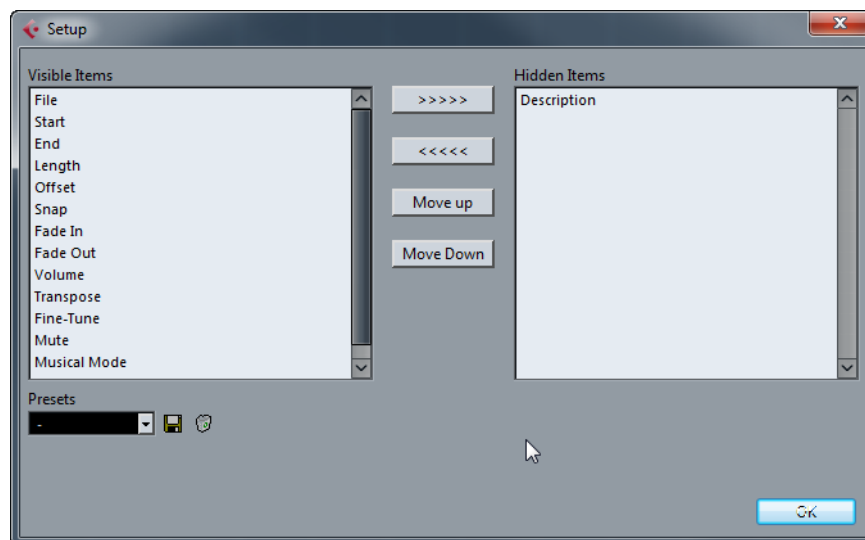 Setup
Visible Items
Hidden Items
File
Start
End
Length
Offset
Snap
Fade In
Fade Out
Volume
Transpose
Fine-Tune
Mute
Musical Mode
>>>>>
<<<<<
Move up
Move Down
Description
Presets
-
OK